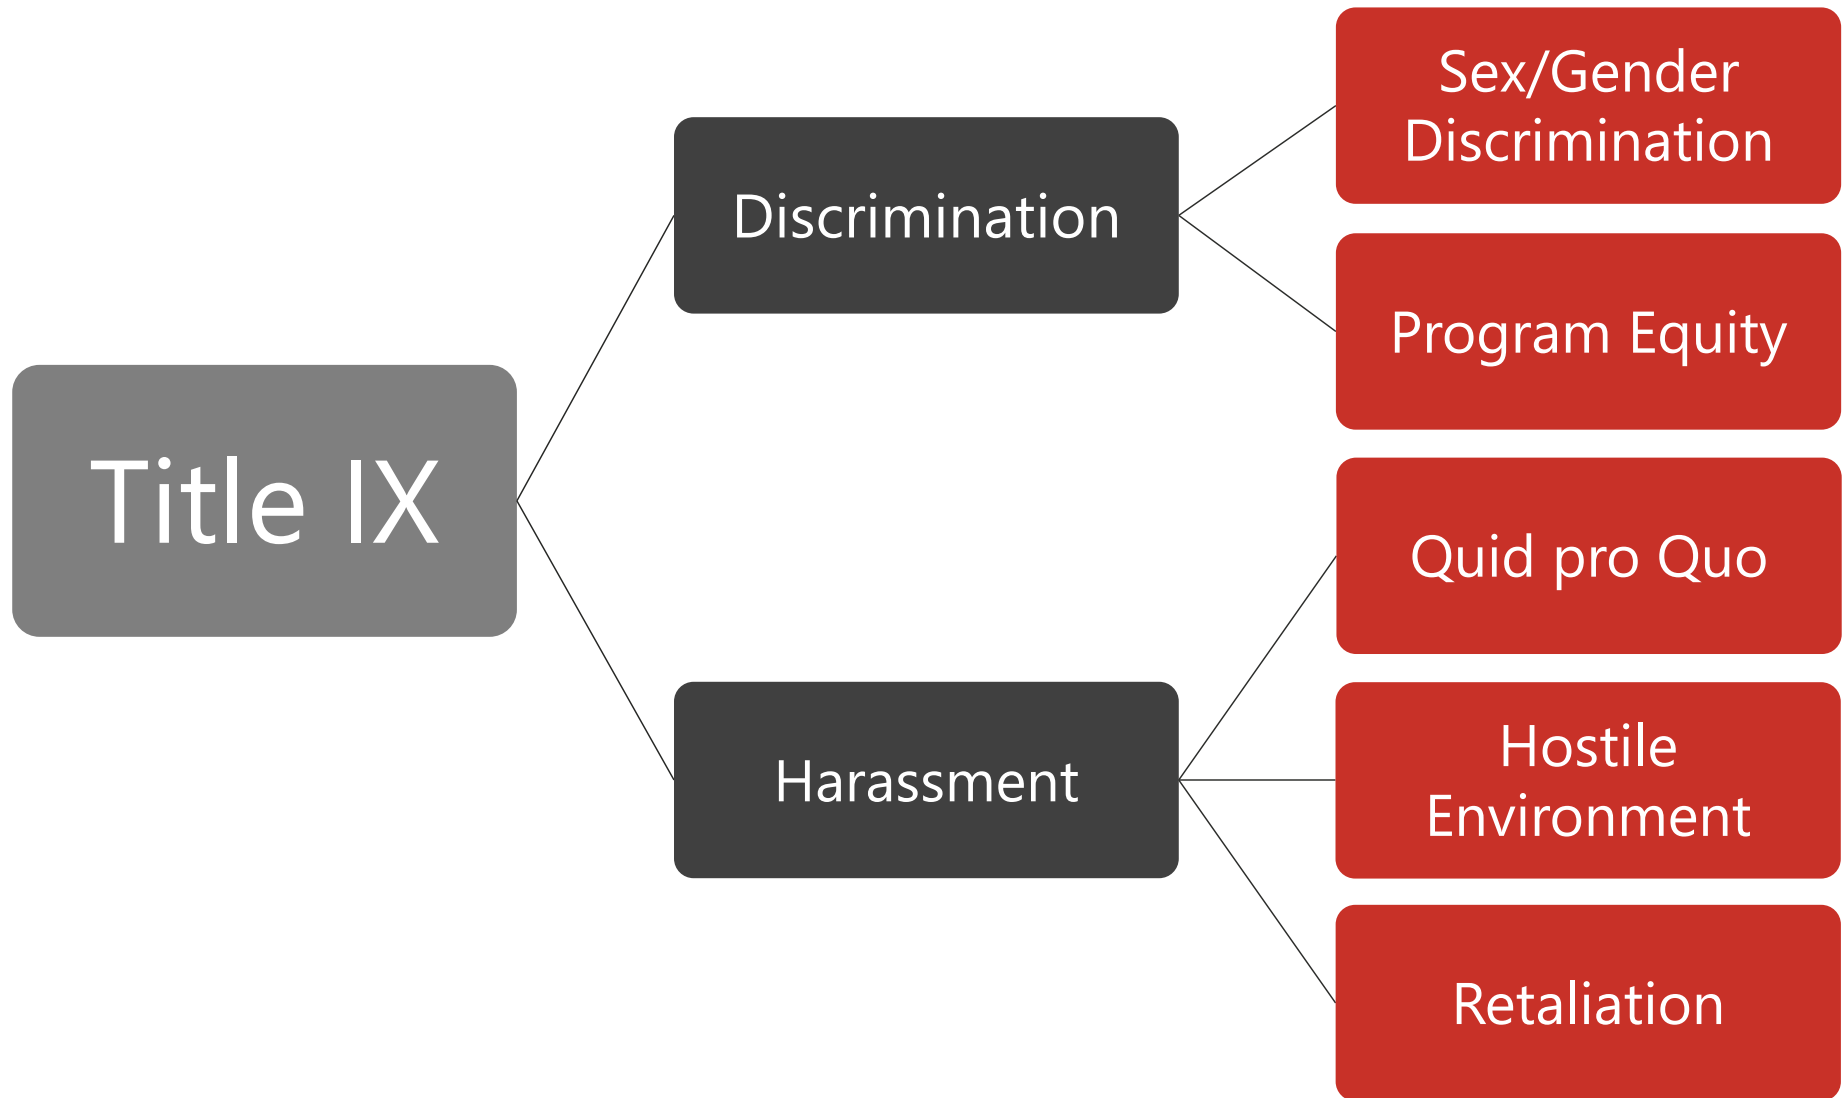 Title IX
Discrimination
Sex/Gender
Discrimination
Program Equity
Harassment
Quid pro Quo
Hostile
Environment
Retaliation